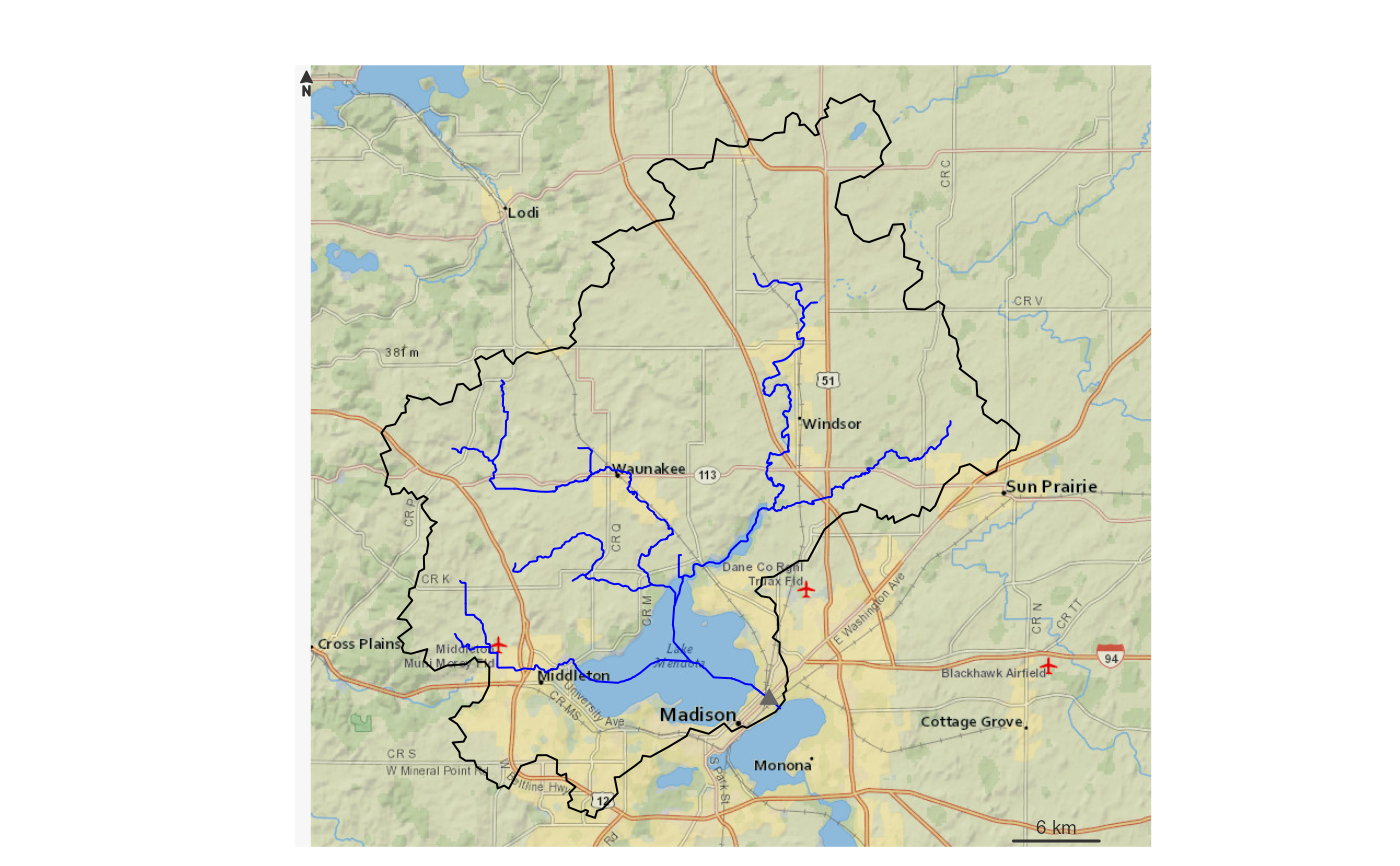 N
CR C
Lodi
CR V
38f m
51
Windsor
Waunakee
113
Sun Prairie
CR P
CR Q
Dane Co Rgnl
Truax Fld
CR K
CR M
E Washington Ave
CR N
CR TT
Cross Plains
Middleton
Muni Morey Fld
Lake
Mendota
94
Blackhawk Airfield
Middleton
University Ave
CR MS
Madison
Cottage Grove
CR S
W Mineral Point Rd
Monona
S Park St
W Beltline Hwy
12
6 km
Rd